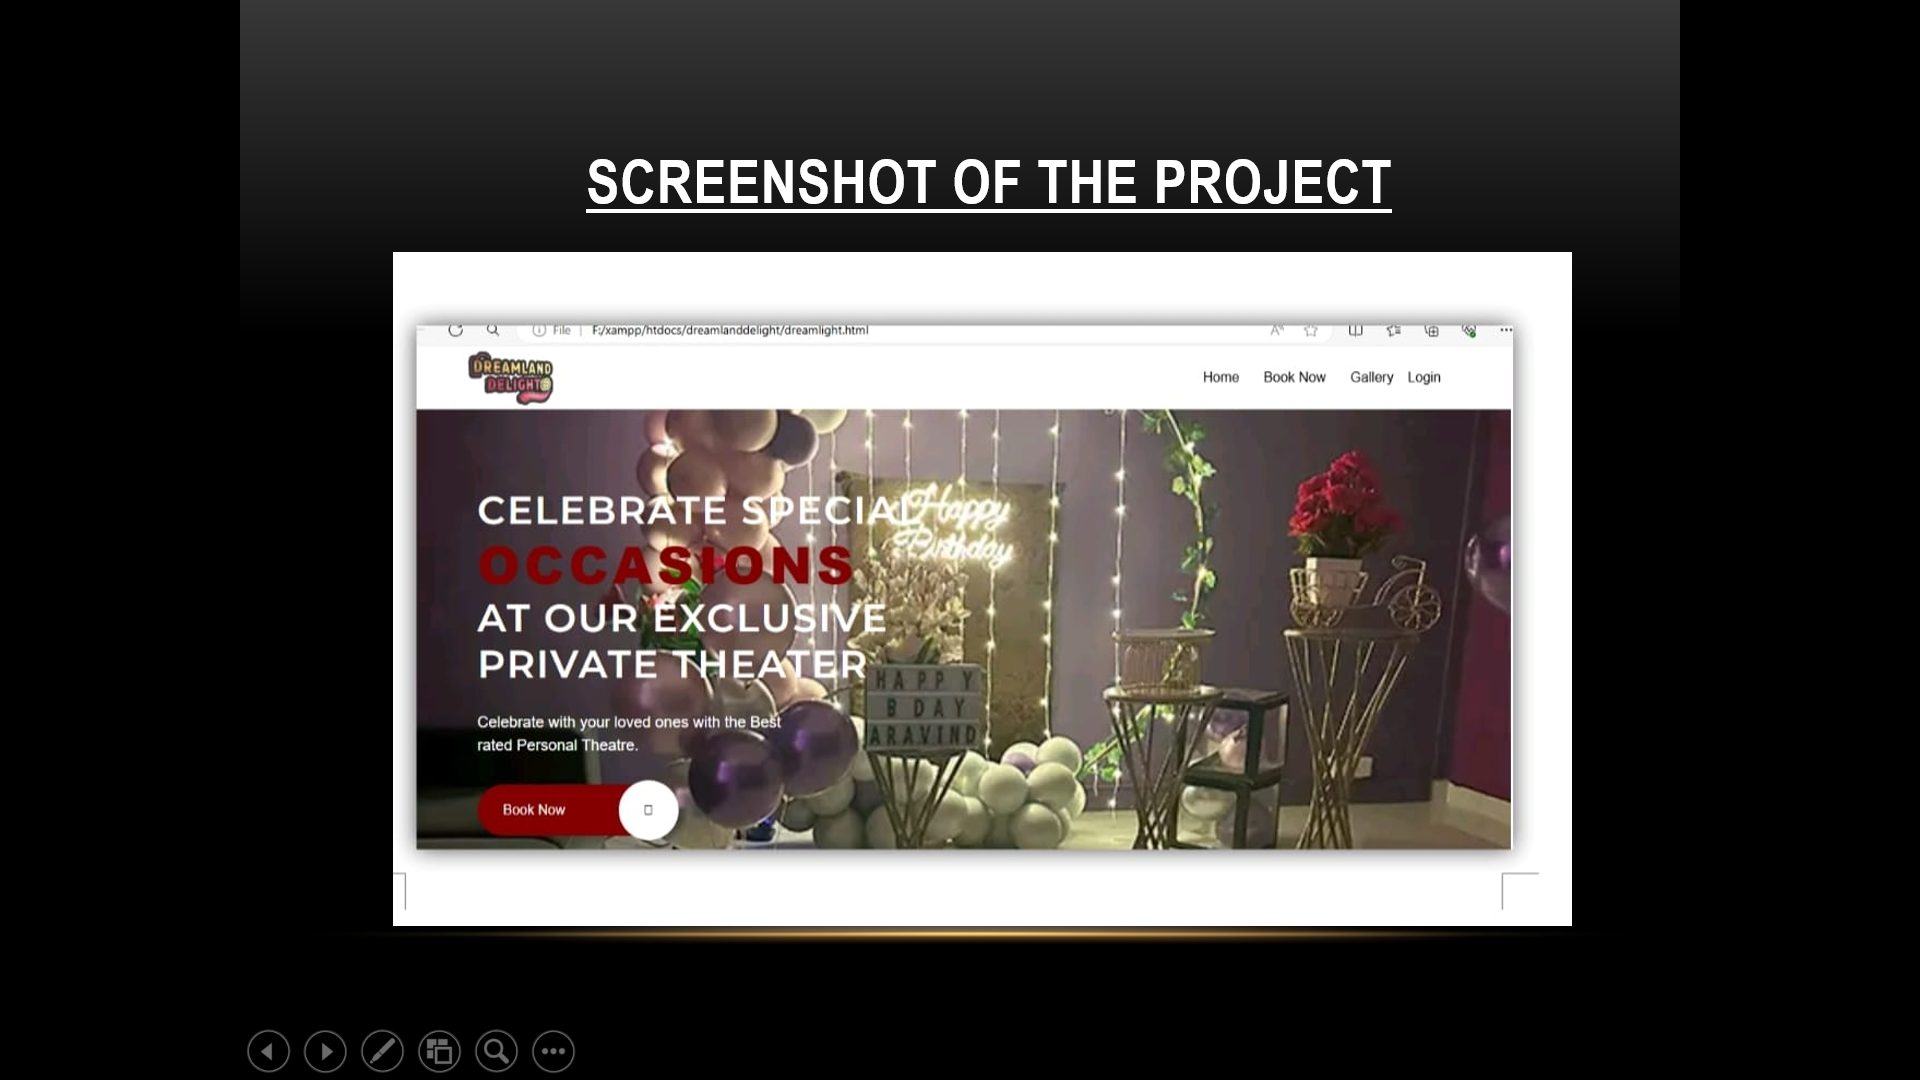 SCREENSHOT OF THE PROJECT
File | F:/xampp/htdocs/dreamlanddelight/dreamlight.html
DREAMLAND
DELIGHT
Home Book Now Gallery Login
CELEBRATE SPECIAL
Happy
Birthday
OCCASIONS
AT OUR EXCLUSIVE
PRIVATE THEATER
HAPPY
BDAY
ARAVIND
Celebrate with your loved ones with the Best
rated Personal Theatre.
Book Now